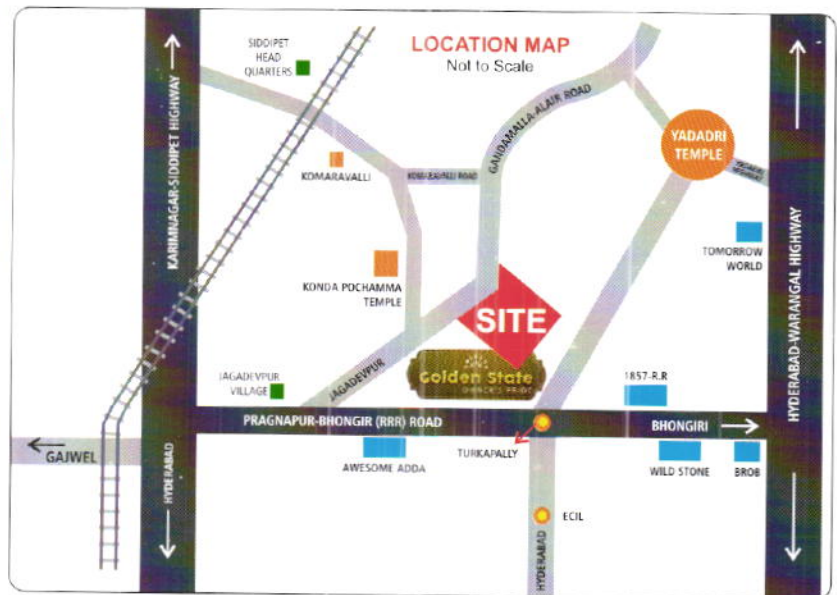 LOCATION MAP
Not to Scale
SIDDIPET
HEAD
QUARTERS
KARIMNAGAR-SIDDIPET HIGHWAY
KOMARAVALLI
KOMARAVALLI ROAD
GANDAMALLA-ALAIR ROAD
YADADRI
TEMPLE
HYDERABAD-WARANGAL HIGHWAY
TOMORROW
WORLD
KONDA POCHAMMA
TEMPLE
SITE
Golden State
JAGADEVPUR
VILLAGE
JAGADEVPUR
1857-R.R
PRAGNAPUR-BHONGIR (RRR) ROAD
BHONGIRI
GAJWEL
HYDERABAD
AWESOME ADDA
TURKAPALLY
WILD STONE
BROB
ECIL
HYDERABAD